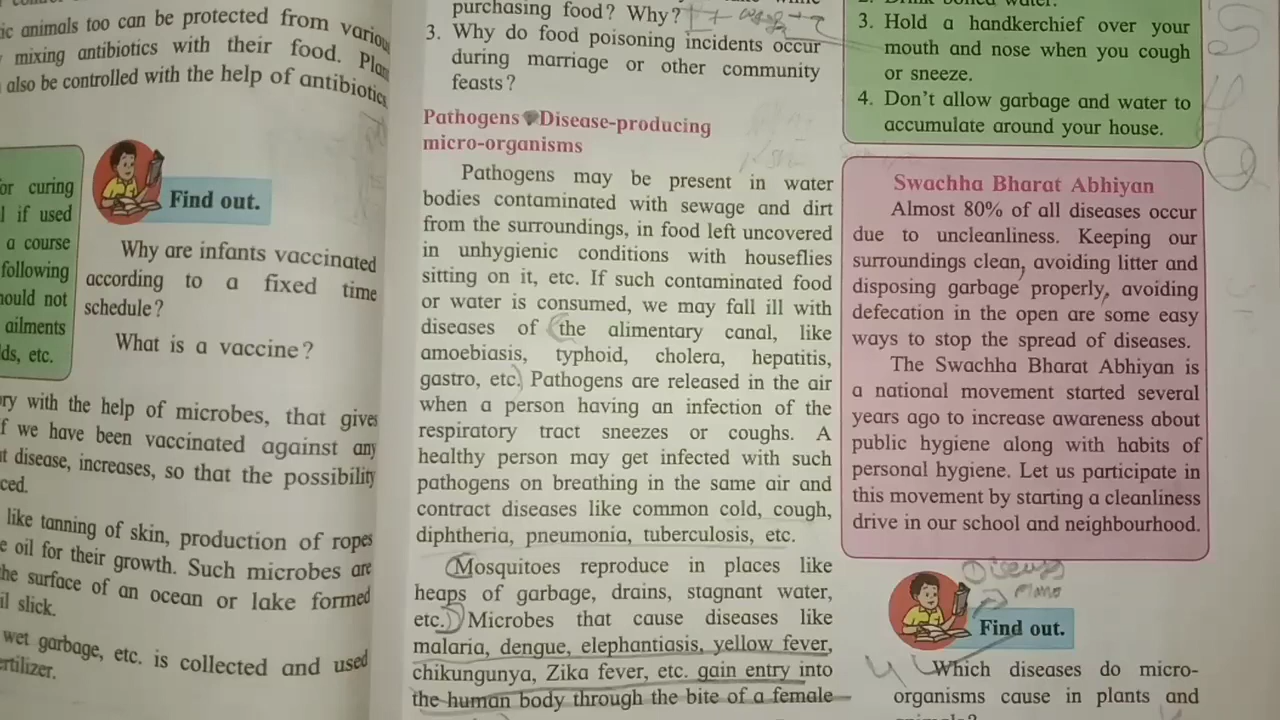 ic animals too can be protected from
mixing antibiotics with their food. Plan
also be controlled with the help of antibiotics
or curing
l if used
a course
following
hould not
ailments
lds, etc.
Find out.
Why are infants vaccinated
according to a fixed time
schedule?
What is a vaccine?
ry with the help of microbes, that gives
f we have been vaccinated against any
t disease, increases, so that the possibility
ced.
like tanning of skin, production of ropes
e oil for their growth. Such microbes are
he surface of an ocean or lake formed
il slick.
wet garbage, etc. is collected and used
ertilizer.
purchasing food? Why?
3. Why do food poisoning incidents occur
during marriage or other community
feasts?
Pathogens Disease-producing
micro-organisms
Pathogens may be present in water
bodies contaminated with sewage and dirt
from the surroundings, in food left uncovered
in unhygienic conditions with houseflies
sitting on it, etc. If such contaminated food
or water is consumed, we may fall ill with
diseases of the alimentary canal, like
amoebiasis, typhoid, cholera, hepatitis,
gastro, etc. Pathogens are released in the air
when a person having an infection of the
respiratory tract sneezes or coughs. A
healthy person may get infected with such
pathogens on breathing in the same air and
contract diseases like common cold, cough,
diphtheria, pneumonia, tuberculosis, etc.
Mosquitoes reproduce in places like
heaps of garbage, drains, stagnant water,
etc. Microbes that cause diseases like
malaria, dengue, elephantiasis, yellow fever,
chikungunya, Zika fever, etc. gain entry into
the human body through the bite of a female
2. Drink boiled water.
3. Hold a handkerchief over your
mouth and nose when you cough
or sneeze.
4. Don't allow garbage and water to
accumulate around your house.
Swachha Bharat Abhiyan
Almost 80% of all diseases occur
due to uncleanliness. Keeping our
surroundings clean, avoiding litter and
disposing garbage properly, avoiding
defecation in the open are some easy
ways to stop the spread of diseases.
The Swachha Bharat Abhiyan is
a national movement started several
years ago to increase awareness about
public hygiene along with habits of
personal hygiene. Let us participate in
this movement by starting a cleanliness
drive in our school and neighbourhood.
Find out.
Which diseases do micro-
organisms cause in plants and